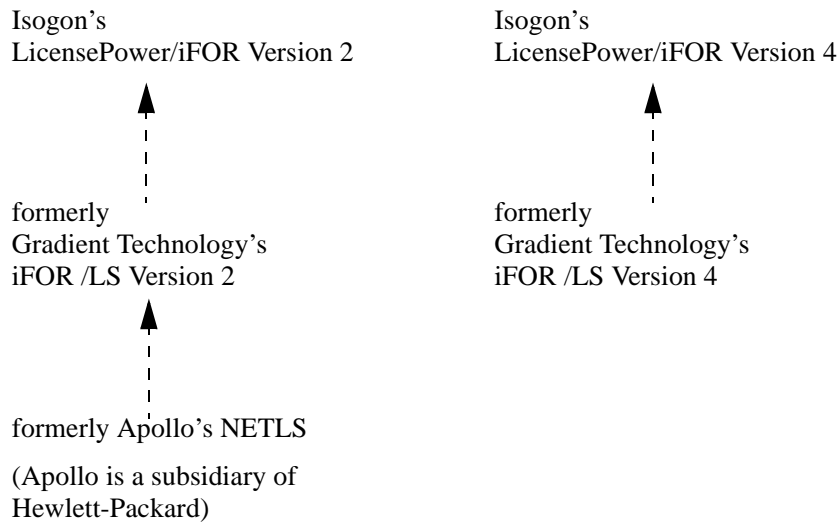 Isogon’s
LicensePower/iFOR Version 2
formerly
Gradient Technology’s
iFOR /LS Version 2
formerly Apollo’s NETLS
(Apollo is a subsidiary of
Hewlett-Packard)
Isogon’s
LicensePower/iFOR Version 4
formerly
Gradient Technology’s
iFOR /LS Version 4